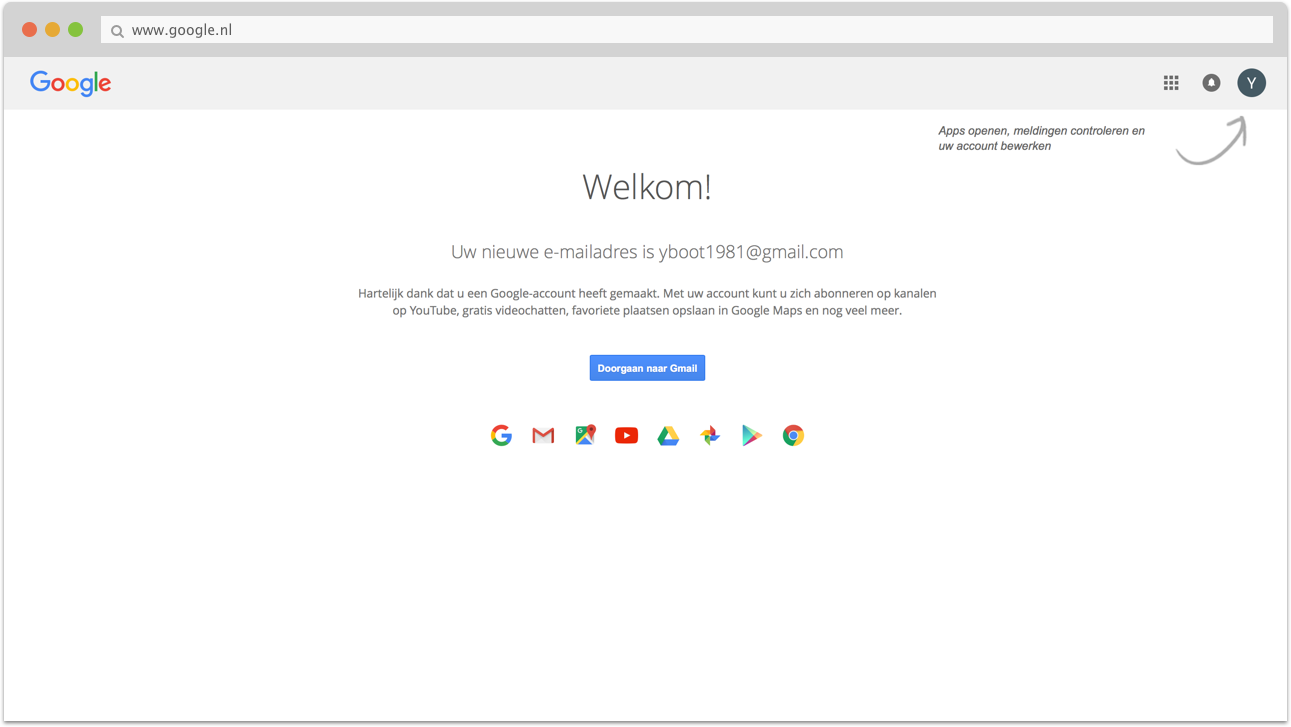 www.google.nl
Google
Y
Apps openen, meldingen controleren en
uw account bewerken
Welkom!
Uw nieuwe e-mailadres is yboot1981@gmail.com
Hartelijk dank dat u een Google-account heeft gemaakt. Met uw account kunt u zich abonneren op kanalen
op YouTube, gratis videochatten, favoriete plaatsen opslaan in Google Maps en nog veel meer.
Doorgaan naar Gmail